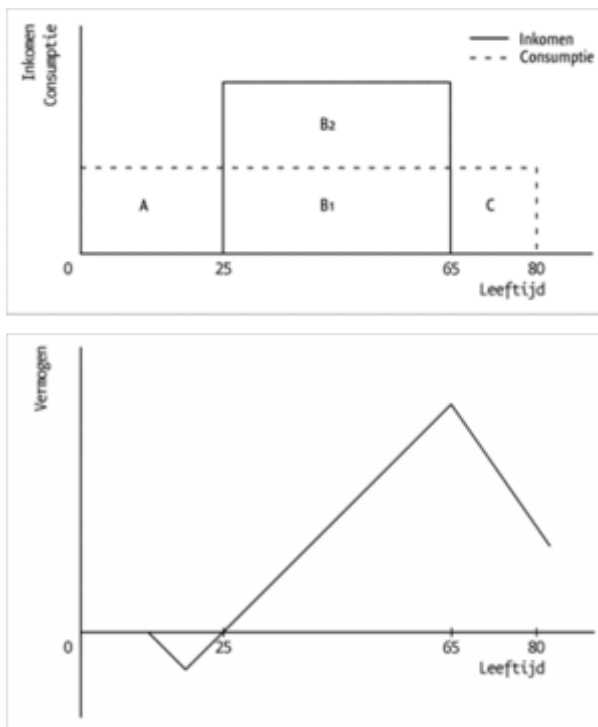 Inkomen
Consumptie
Inkomen
Consumptie
B2
A
B1
C
0
25
65
80
Leeftijd
Vermogen
0
25
65
80
Leeftijd